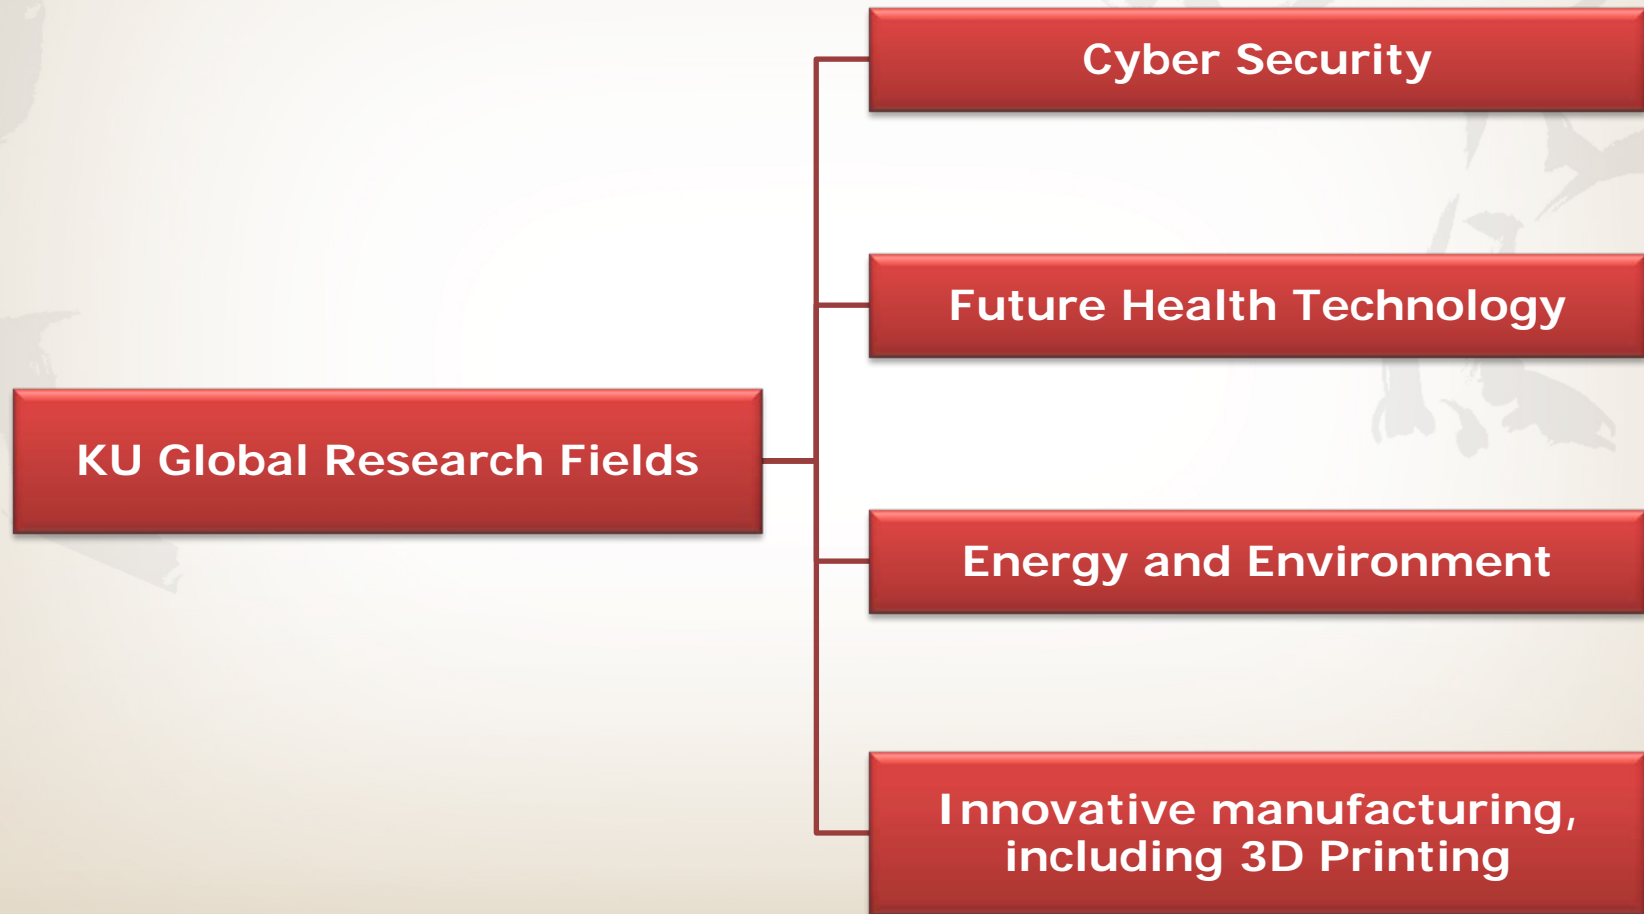 Cyber Security
Future Health Technology
KU Global Research Fields
Energy and Environment
Innovative manufacturing,
including 3D Printing